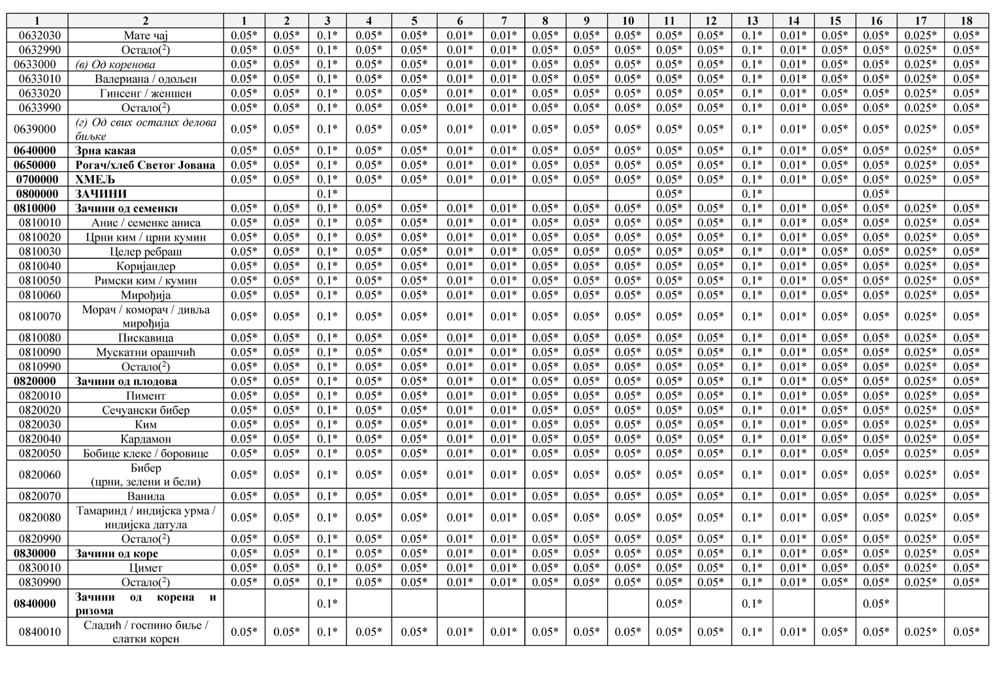 1 2 1 2 3 4 5 6 7 8 9 10 11 12 13 14 15 16 17 18
0632030 Мате чај 0.05* 0.05* 0.1* 0.05* 0.05* 0.01* 0.01* 0.05* 0.05* 0.05* 0.05* 0.05* 0.1* 0.01* 0.05* 0.05* 0.025* 0.05*
0632990 Остало(²) 0.05* 0.05* 0.1* 0.05* 0.05* 0.01* 0.01* 0.05* 0.05* 0.05* 0.05* 0.05* 0.1* 0.01* 0.05* 0.05* 0.025* 0.05*
0633000 (в) Од коренова 0.05* 0.05* 0.1* 0.05* 0.05* 0.01* 0.01* 0.05* 0.05* 0.05* 0.05* 0.05* 0.1* 0.01* 0.05* 0.05* 0.025* 0.05*
0633010 Валериана / одољен 0.05* 0.05* 0.1* 0.05* 0.05* 0.01* 0.01* 0.05* 0.05* 0.05* 0.05* 0.05* 0.1* 0.01* 0.05* 0.05* 0.025* 0.05*
0633020 Гинсенг / женшен 0.05* 0.05* 0.1* 0.05* 0.05* 0.01* 0.01* 0.05* 0.05* 0.05* 0.05* 0.05* 0.1* 0.01* 0.05* 0.05* 0.025* 0.05*
0633990 Остало(²) 0.05* 0.05* 0.1* 0.05* 0.05* 0.01* 0.01* 0.05* 0.05* 0.05* 0.05* 0.05* 0.1* 0.01* 0.05* 0.05* 0.025* 0.05*
0639000 (г) Од свих осталих делова
биљке 0.05* 0.05* 0.1* 0.05* 0.05* 0.01* 0.01* 0.05* 0.05* 0.05* 0.05* 0.05* 0.1* 0.01* 0.05* 0.05* 0.025* 0.05*
0640000 Зрна какаа 0.05* 0.05* 0.1* 0.05* 0.05* 0.01* 0.01* 0.05* 0.05* 0.05* 0.05* 0.05* 0.1* 0.01* 0.05* 0.05* 0.025* 0.05*
0650000 Рогач/хлеб Светог Јована 0.05* 0.05* 0.1* 0.05* 0.05* 0.01* 0.01* 0.05* 0.05* 0.05* 0.05* 0.05* 0.1* 0.01* 0.05* 0.05* 0.025* 0.05*
0700000 ХМЕЉ 0.05* 0.05* 0.1* 0.05* 0.05* 0.01* 0.01* 0.05* 0.05* 0.05* 0.05* 0.05* 0.1* 0.01* 0.05* 0.05* 0.025* 0.05*
0800000 ЗАЧИНИ 0.1* 0.05* 0.1* 0.05*
0810000 Зачини од семенки 0.05* 0.05* 0.1* 0.05* 0.05* 0.01* 0.01* 0.05* 0.05* 0.05* 0.05* 0.05* 0.1* 0.01* 0.05* 0.05* 0.025* 0.05*
0810010 Анис / семенке аниса 0.05* 0.05* 0.1* 0.05* 0.05* 0.01* 0.01* 0.05* 0.05* 0.05* 0.05* 0.05* 0.1* 0.01* 0.05* 0.05* 0.025* 0.05*
0810020 Црни ким / црни кумин 0.05* 0.05* 0.1* 0.05* 0.05* 0.01* 0.01* 0.05* 0.05* 0.05* 0.05* 0.05* 0.1* 0.01* 0.05* 0.05* 0.025* 0.05*
0810030 Целер ребраш 0.05* 0.05* 0.1* 0.05* 0.05* 0.01* 0.01* 0.05* 0.05* 0.05* 0.05* 0.05* 0.1* 0.01* 0.05* 0.05* 0.025* 0.05*
0810040 Коријандер 0.05* 0.05* 0.1* 0.05* 0.05* 0.01* 0.01* 0.05* 0.05* 0.05* 0.05* 0.05* 0.1* 0.01* 0.05* 0.05* 0.025* 0.05*
0810050 Римски ким / кумин 0.05* 0.05* 0.1* 0.05* 0.05* 0.01* 0.01* 0.05* 0.05* 0.05* 0.05* 0.05* 0.1* 0.01* 0.05* 0.05* 0.025* 0.05*
0810060 Мирођија 0.05* 0.05* 0.1* 0.05* 0.05* 0.01* 0.01* 0.05* 0.05* 0.05* 0.05* 0.05* 0.1* 0.01* 0.05* 0.05* 0.025* 0.05*
0810070 Морач / коморач / дивља
мирођија 0.05* 0.05* 0.1* 0.05* 0.05* 0.01* 0.01* 0.05* 0.05* 0.05* 0.05* 0.05* 0.1* 0.01* 0.05* 0.05* 0.025* 0.05*
0810080 Пискавица 0.05* 0.05* 0.1* 0.05* 0.05* 0.01* 0.01* 0.05* 0.05* 0.05* 0.05* 0.05* 0.1* 0.01* 0.05* 0.05* 0.025* 0.05*
0810090 Мускатни орашчић 0.05* 0.05* 0.1* 0.05* 0.05* 0.01* 0.01* 0.05* 0.05* 0.05* 0.05* 0.05* 0.1* 0.01* 0.05* 0.05* 0.025* 0.05*
0810990 Остало(²) 0.05* 0.05* 0.1* 0.05* 0.05* 0.01* 0.01* 0.05* 0.05* 0.05* 0.05* 0.05* 0.1* 0.01* 0.05* 0.05* 0.025* 0.05*
0820000 Зачини од плодова 0.05* 0.05* 0.1* 0.05* 0.05* 0.01* 0.01* 0.05* 0.05* 0.05* 0.05* 0.05* 0.1* 0.01* 0.05* 0.05* 0.025* 0.05*
0820010 Пимент 0.05* 0.05* 0.1* 0.05* 0.05* 0.01* 0.01* 0.05* 0.05* 0.05* 0.05* 0.05* 0.1* 0.01* 0.05* 0.05* 0.025* 0.05*
0820020 Сечуански бибер 0.05* 0.05* 0.1* 0.05* 0.05* 0.01* 0.01* 0.05* 0.05* 0.05* 0.05* 0.05* 0.1* 0.01* 0.05* 0.05* 0.025* 0.05*
0820030 Ким 0.05* 0.05* 0.1* 0.05* 0.05* 0.01* 0.01* 0.05* 0.05* 0.05* 0.05* 0.05* 0.1* 0.01* 0.05* 0.05* 0.025* 0.05*
0820040 Кардамон 0.05* 0.05* 0.1* 0.05* 0.05* 0.01* 0.01* 0.05* 0.05* 0.05* 0.05* 0.05* 0.1* 0.01* 0.05* 0.05* 0.025* 0.05*
0820050 Бобице клеке / боровице 0.05* 0.05* 0.1* 0.05* 0.05* 0.01* 0.01* 0.05* 0.05* 0.05* 0.05* 0.05* 0.1* 0.01* 0.05* 0.05* 0.025* 0.05*
0820060 Бибер
(црни, зелени и бели) 0.05* 0.05* 0.1* 0.05* 0.05* 0.01* 0.01* 0.05* 0.05* 0.05* 0.05* 0.05* 0.1* 0.01* 0.05* 0.05* 0.025* 0.05*
0820070 Ванила 0.05* 0.05* 0.1* 0.05* 0.05* 0.01* 0.01* 0.05* 0.05* 0.05* 0.05* 0.05* 0.1* 0.01* 0.05* 0.05* 0.025* 0.05*
0820080 Тамаринд / индијска урма /
индијска датула 0.05* 0.05* 0.1* 0.05* 0.05* 0.01* 0.01* 0.05* 0.05* 0.05* 0.05* 0.05* 0.1* 0.01* 0.05* 0.05* 0.025* 0.05*
0820990 Остало(²) 0.05* 0.05* 0.1* 0.05* 0.05* 0.01* 0.01* 0.05* 0.05* 0.05* 0.05* 0.05* 0.1* 0.01* 0.05* 0.05* 0.025* 0.05*
0830000 Зачини од коре 0.05* 0.05* 0.1* 0.05* 0.05* 0.01* 0.01* 0.05* 0.05* 0.05* 0.05* 0.05* 0.1* 0.01* 0.05* 0.05* 0.025* 0.05*
0830010 Цимет 0.05* 0.05* 0.1* 0.05* 0.05* 0.01* 0.01* 0.05* 0.05* 0.05* 0.05* 0.05* 0.1* 0.01* 0.05* 0.05* 0.025* 0.05*
0830990 Остало(²) 0.05* 0.05* 0.1* 0.05* 0.05* 0.01* 0.01* 0.05* 0.05* 0.05* 0.05* 0.05* 0.1* 0.01* 0.05* 0.05* 0.025* 0.05*
0840000 Зачини од корена и
ризома 0.1* 0.05* 0.1* 0.05*
0840010 Сладић / госпино биље /
слатки корен 0.05* 0.05* 0.1* 0.05* 0.05* 0.01* 0.01* 0.05* 0.05* 0.05* 0.05* 0.05* 0.1* 0.01* 0.05* 0.05* 0.025* 0.05*